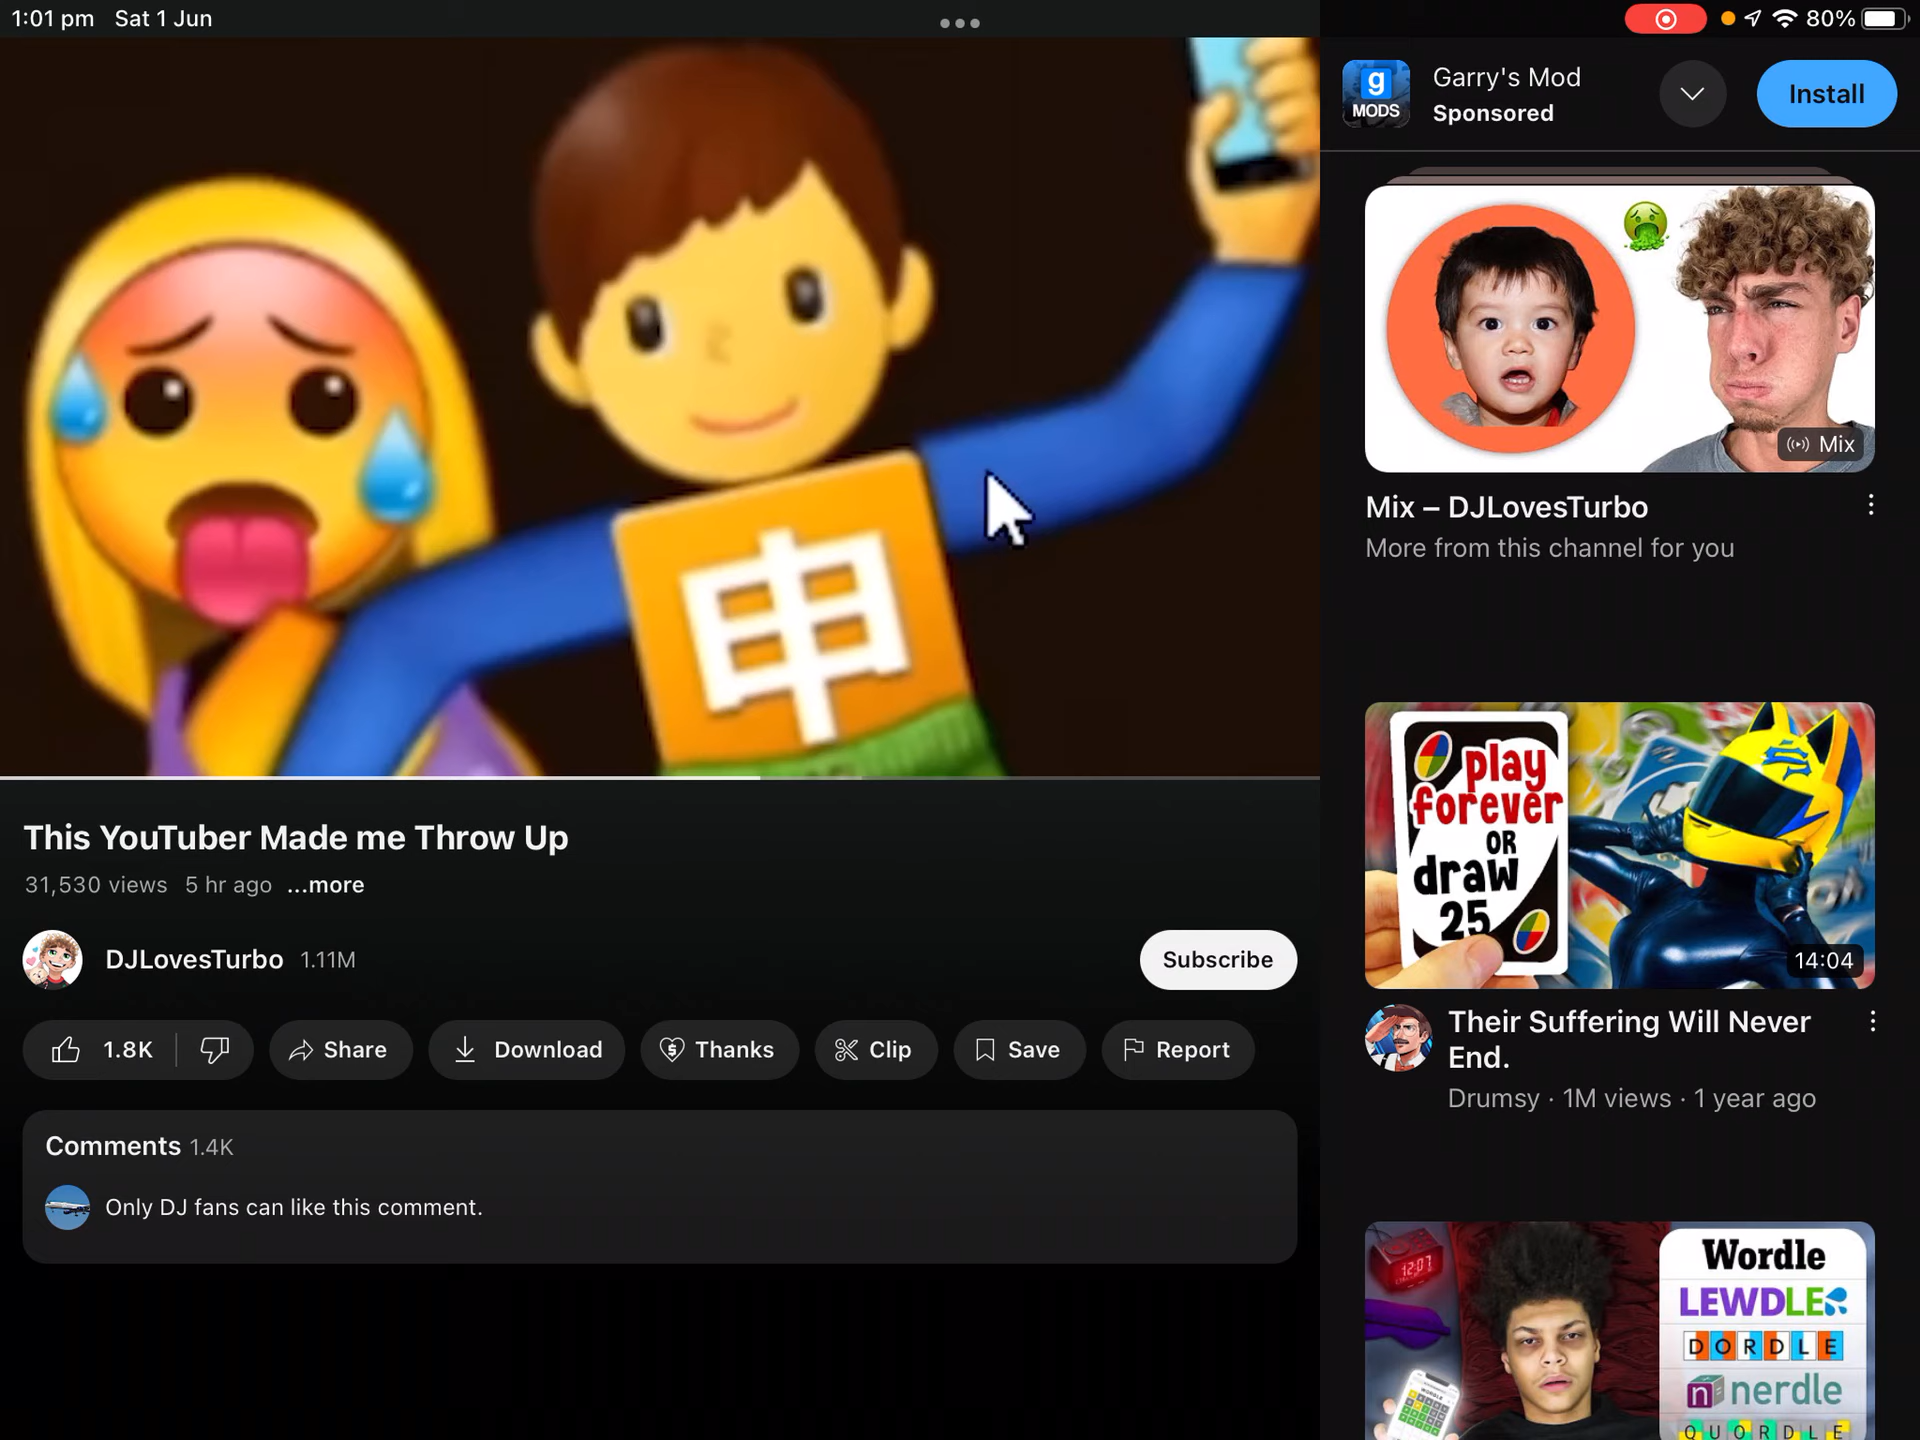 1:01 pm Sat 1 Jun
80%
申
This YouTuber Made me Throw Up
31,530 views 5 hr ago ...more
DJLovesTurbo 1.11M
Subscribe
1.8K
Share
Download
Thanks
Clip
Save
Report
Comments 1.4K
Only DJ fans can like this comment.
g
MODS
Garry's Mod
Sponsored
Install
Mix
Mix – DJLovesTurbo
More from this channel for you
play
forever
OR
draw
25
14:04
Their Suffering Will Never
End.
Drumsy · 1M views · 1 year ago
12:07
WORDLE
Wordle
LEWDLE
DORDLE
n nerdle
QUORDLE